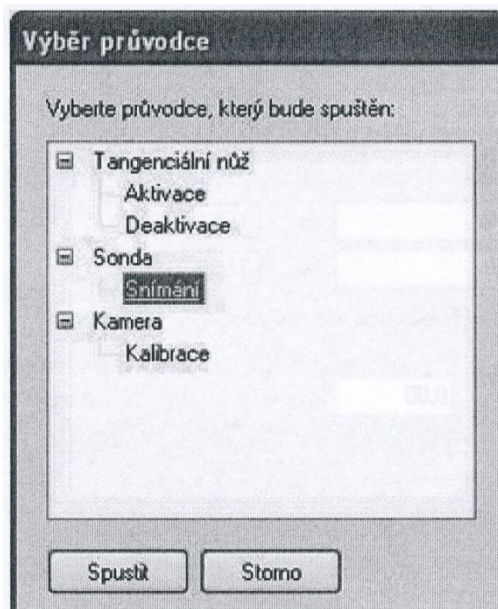 Výběr průvodce
Vyberte průvodce, který bude spuštěn:
Tangenciální nůž
Aktivace
Deaktivace
Sonda
Snímání
Kamera
Kalibrace
Spustit
Storno